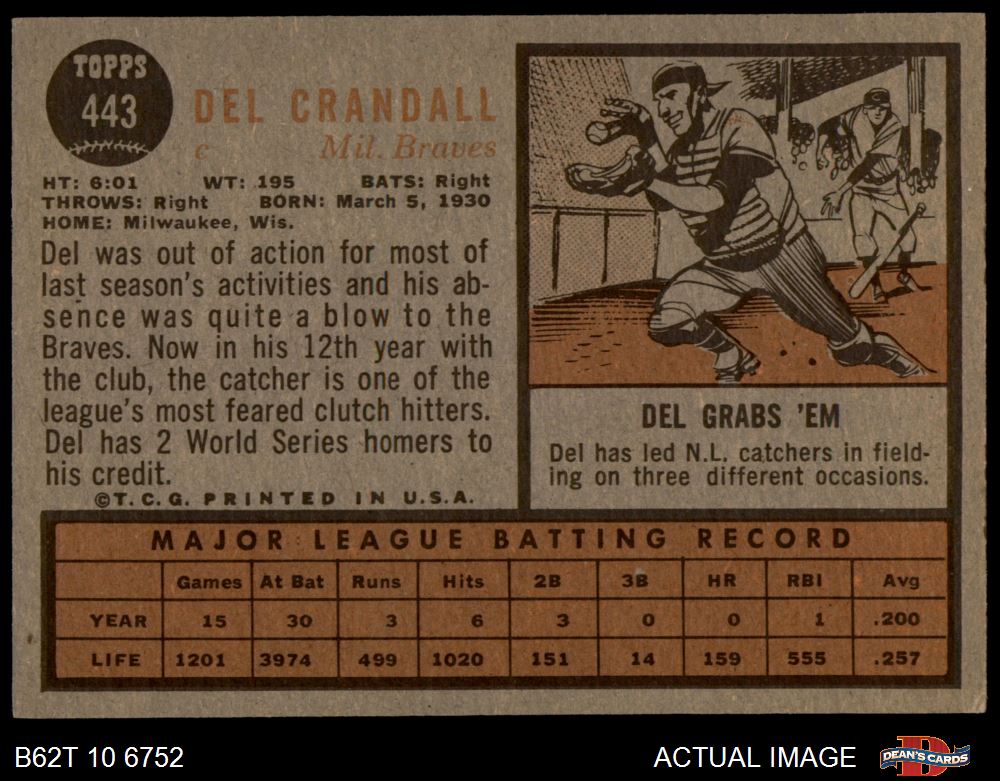 TOPPS
443
DEL CRANDALL
c Mil. Braves
HT: 6:01 WT: 195 BATS: Right
THROWS: Right BORN: March 5, 1930
HOME: Milwaukee, Wis.
Del was out of action for most of
last season's activities and his ab-
sence was quite a blow to the
Braves. Now in his 12th year with
the club, the catcher is one of the
league's most feared clutch hitters.
Del has 2 World Series homers to
his credit.
©T.C.G. PRINTED IN U.S.A.
DEL GRABS 'EM
Del has led N.L. catchers in field-
ing on three different occasions.
MAJOR LEAGUE BATTING RECORD
Games At Bat Runs Hits 2B 3B HR RBI Avg
YEAR 15 30 3 6 3 0 0 1 .200
LIFE 1201 3974 499 1020 151 14 159 555 .257
B62T 10 6752
ACTUAL IMAGE
DEAN'S CARDS